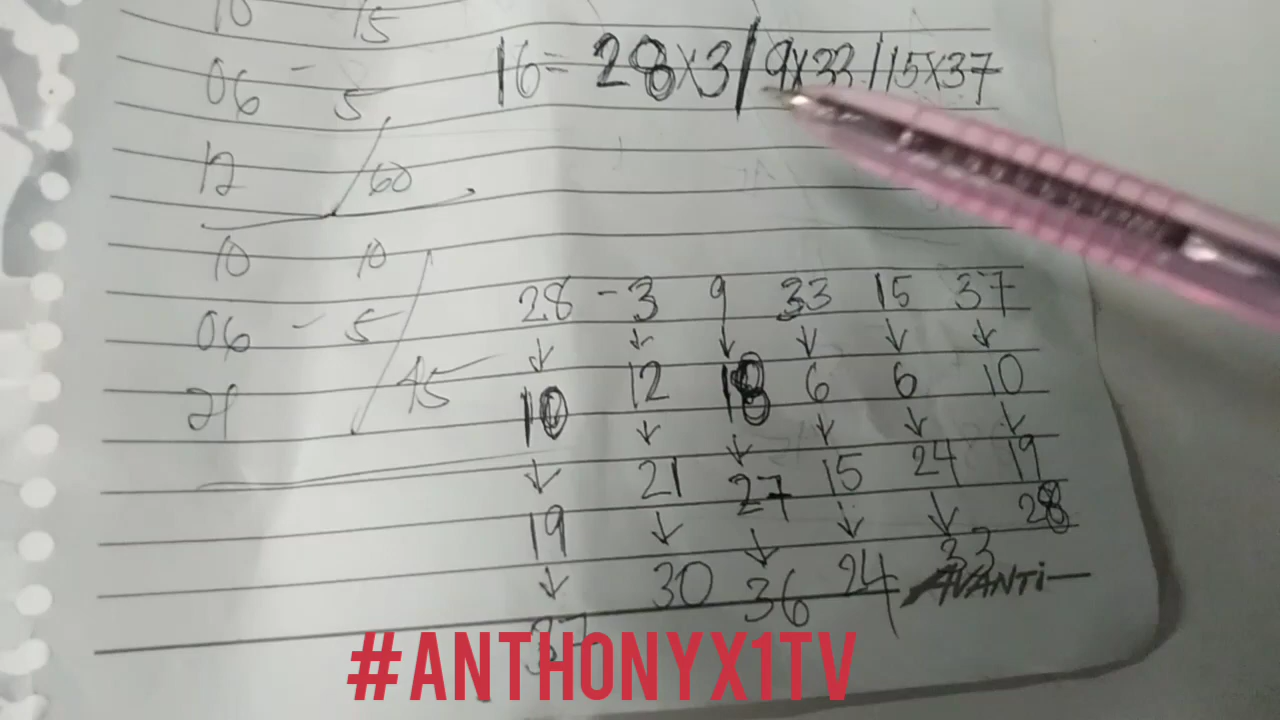 10 15
16 = 28x3 / 9x33 / 15x37
06 - 5
12 / 60
10 10
28 - 3 9 33 15 37
06 - 5
45
10 12 18 6 6 10
21 27 15 24 19
19 28
30 36 24 33
AVANTi
37
#ANTHONYX1TV